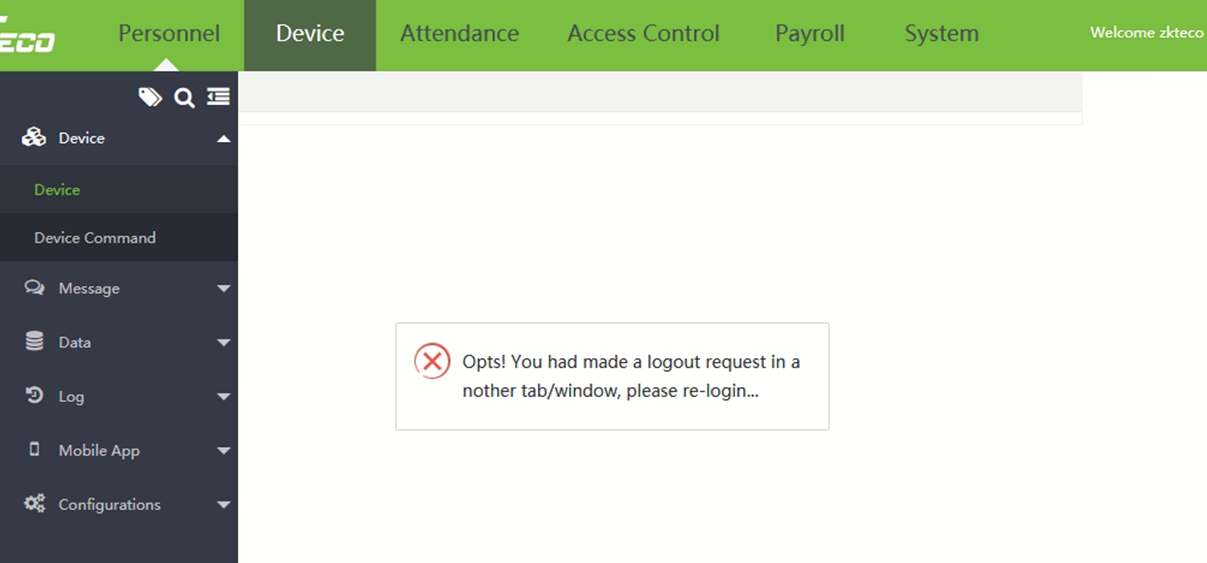 ECO Personnel Device Attendance Access Control Payroll System Welcome zkteco
Device
Device
Device Command
Message
Data
Log
Mobile App
Configurations
Opts! You had made a logout request in a
nother tab/window, please re-login...